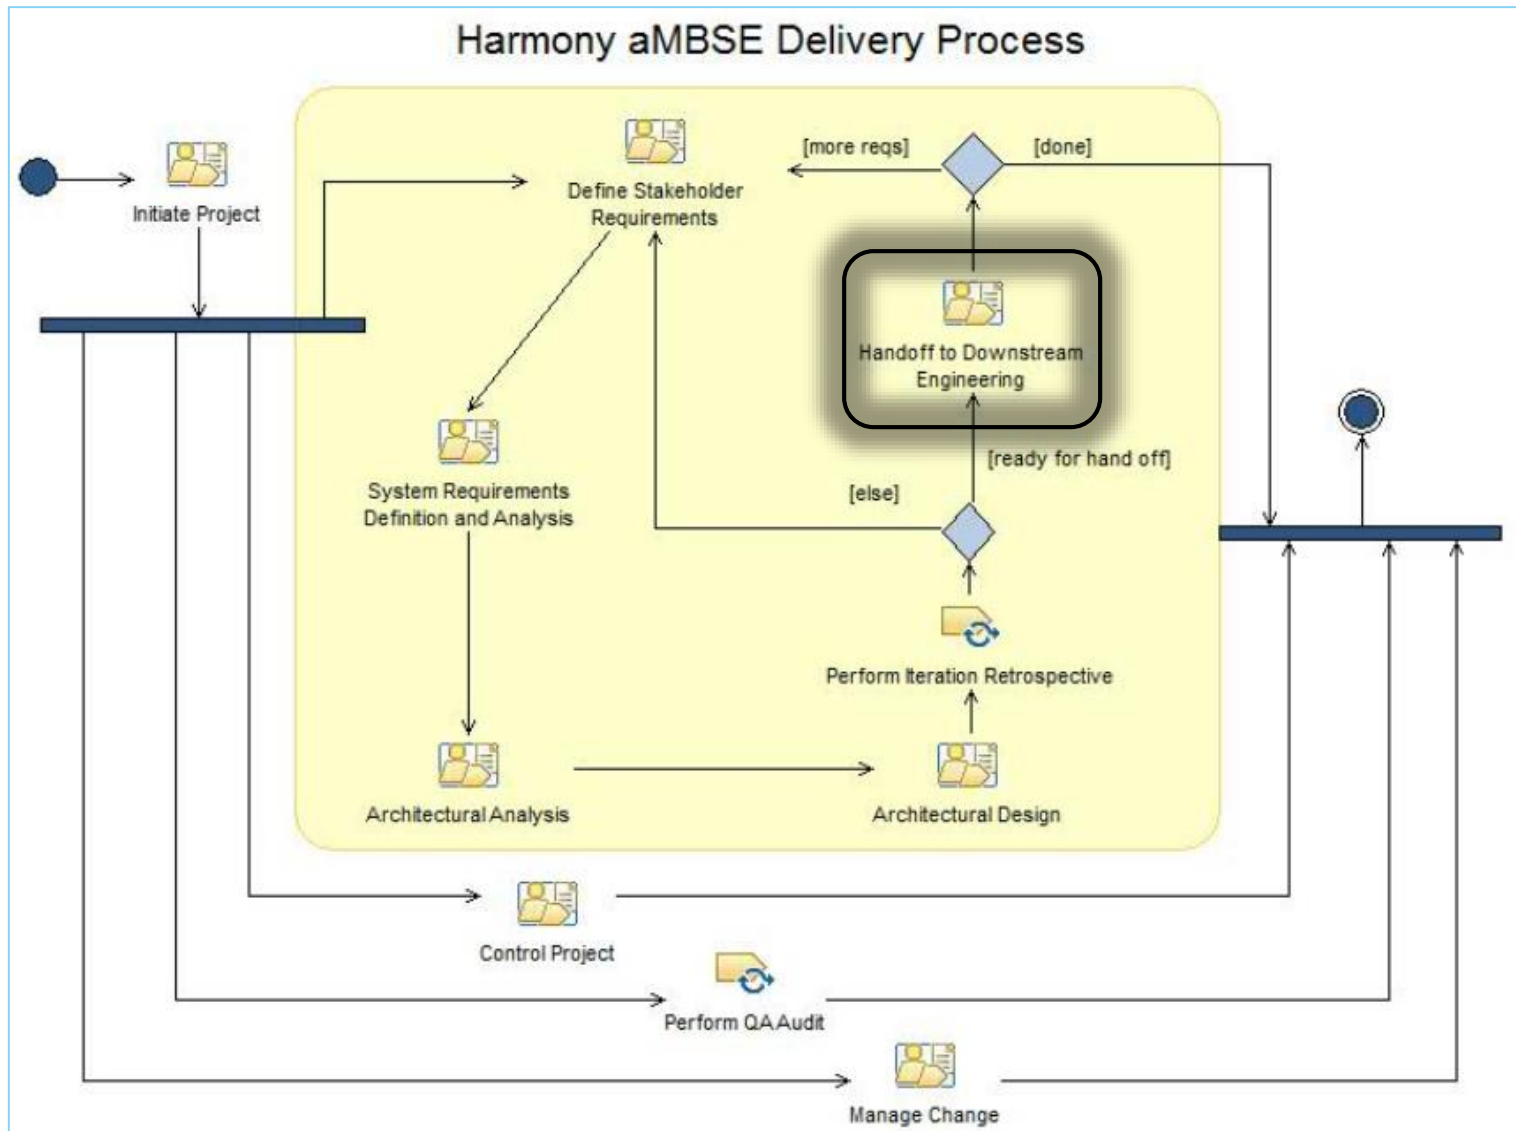 Harmony aMBSE Delivery Process
Initiate Project
Define Stakeholder
Requirements
[more reqs]
[done]
Handoff to Downstream
Engineering
[ready for hand off]
[else]
System Requirements
Definition and Analysis
Perform Iteration Retrospective
Architectural Analysis
Architectural Design
Control Project
Perform QA Audit
Manage Change